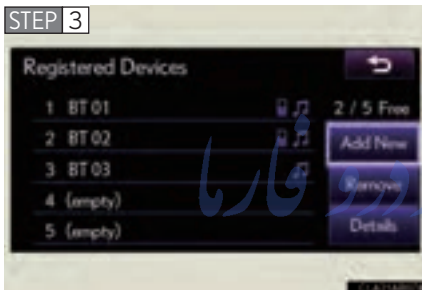 STEP 3
Registered Devices
1 BT 01
2 / 5 Free
2 BT 02
Add New
3 BT 03
Remove
4 (empty)
5 (empty)
Details